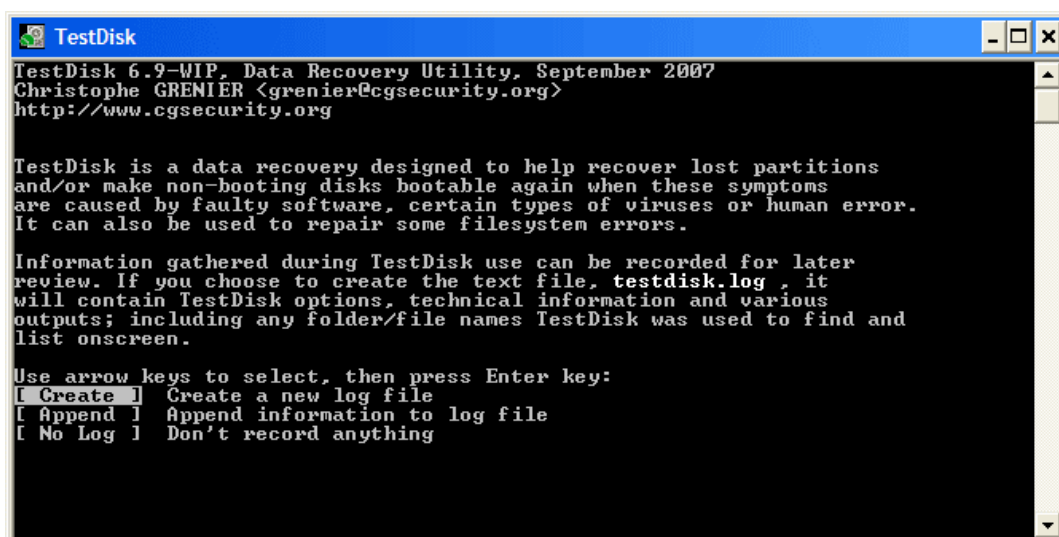 TestDisk
TestDisk 6.9-WIP, Data Recovery Utility, September 2007
Christophe GRENIER <grenier@cgsecurity.org>
http://www.cgsecurity.org
TestDisk is a data recovery designed to help recover lost partitions
and/or make non-booting disks bootable again when these symptoms
are caused by faulty software, certain types of viruses or human error.
It can also be used to repair some filesystem errors.
Information gathered during TestDisk use can be recorded for later
review. If you choose to create the text file, testdisk.log , it
will contain TestDisk options, technical information and various
outputs; including any folder/file names TestDisk was used to find and
list onscreen.
Use arrow keys to select, then press Enter key:
[ Create ]  Create a new log file
[ Append ]  Append information to log file
[ No Log ]  Don't record anything